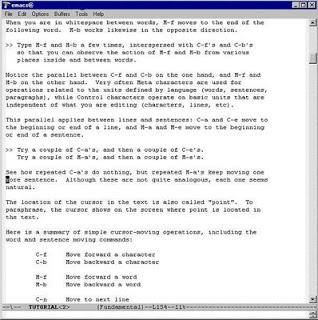 emacs@
File Edit Options Buffers Tools Help
When you are in whitespace between words, M-f moves to the end of the
following word. M-b works likewise in the opposite direction.
>> Type M-f and M-b a few times, interspersed with C-f's and C-b's
so that you can observe the action of M-f and M-b from various
places inside and between words.
Notice the parallel between C-f and C-b on the one hand, and M-f and
M-b on the other hand. Very often Meta characters are used for
operations related to the units defined by language (words, sentences,
paragraphs), while Control characters operate on basic units that are
independent of what you are editing (characters, lines, etc).
This parallel applies between lines and sentences: C-a and C-e move to
the beginning or end of a line, and M-a and M-e move to the beginning
or end of a sentence.
>> Try a couple of C-a's, and then a couple of C-e's.
Try a couple of M-a's, and then a couple of M-e's.
See how repeated C-a's do nothing, but repeated M-a's keep moving one
more sentence. Although these are not quite analogous, each one seems
natural.
The location of the cursor in the text is also called "point". To
paraphrase, the cursor shows on the screen where point is located in
the text.
Here is a summary of simple cursor-moving operations, including the
word and sentence moving commands:
C-f Move forward a character
C-b Move backward a character
M-f Move forward a word
M-b Move backward a word
C-n Move to next line
--\-- TUTORIAL<2> (Fundamental)--L153--11%--